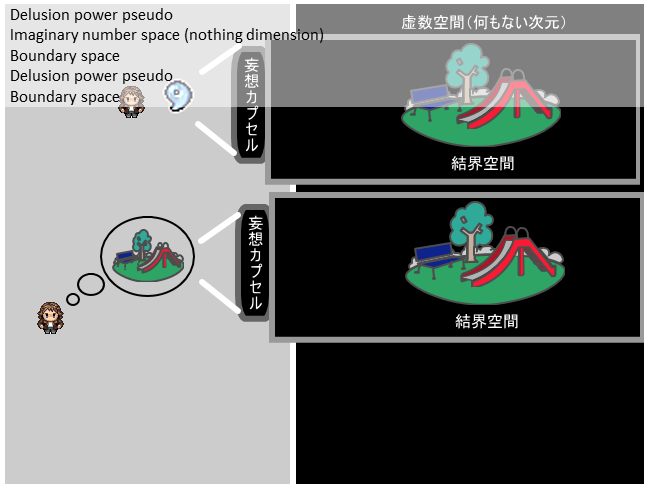 Delusion power pseudo
Imaginary number space (nothing dimension)
Boundary space
Delusion power pseudo
Boundary space
虚数空間(何もない次元)
妄想カプセル
結界空間
妄想カプセル
結界空間